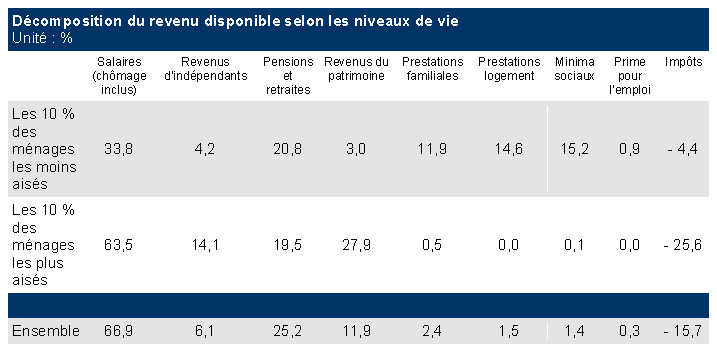 Décomposition du revenu disponible selon les niveaux de vie
Unité : %
Salaires (chômage inclus) Revenus d'indépendants Pensions et retraites Revenus du patrimoine Prestations familiales Prestations logement Minima sociaux Prime pour l'emploi Impôts
Les 10 % des ménages les moins aisés 33,8 4,2 20,8 3,0 11,9 14,6 15,2 0,9 - 4,4
Les 10 % des ménages les plus aisés 63,5 14,1 19,5 27,9 0,5 0,0 0,1 0,0 - 25,6
Ensemble 66,9 6,1 25,2 11,9 2,4 1,5 1,4 0,3 - 15,7